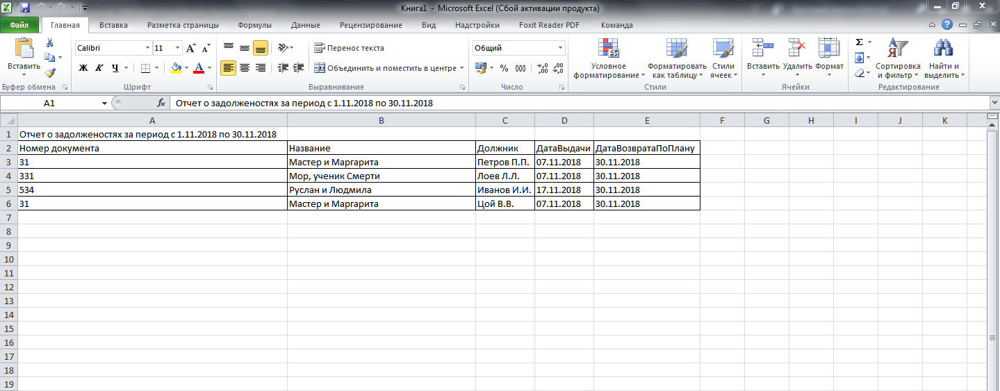 Книга1 - Microsoft Excel (Сбой активации продукта)
Файл Главная Вставка Разметка страницы Формулы Данные Рецензирование Вид Надстройки Foxit Reader PDF Команда
Вставить
Calibri 11
Ж К Ч А
Перенос текста
Объединить и поместить в центре
Общий
% 000
Условное форматирование
Форматировать как таблицу
Стили ячеек
Вставить Удалить Формат
Σ
Сортировка и фильтр
Найти и выделить
Буфер обмена Шрифт Выравнивание Число Стили Ячейки Редактирование
A1 fx Отчет о задолженостях за период с 1.11.2018 по 30.11.2018
A B C D E F G H I J K
1 Отчет о задолженостях за период с 1.11.2018 по 30.11.2018
2 Номер документа Название Должник ДатаВыдачи ДатаВозвратаПоПлану
3 31 Мастер и Маргарита Петров П.П. 07.11.2018 30.11.2018
4 331 Мор, ученик Смерти Лоев Л.Л. 07.11.2018 30.11.2018
5 534 Руслан и Людмила Иванов И.И. 17.11.2018 30.11.2018
6 31 Мастер и Маргарита Цой В.В. 07.11.2018 30.11.2018
7
8
9
10
11
12
13
14
15
16
17
18
19